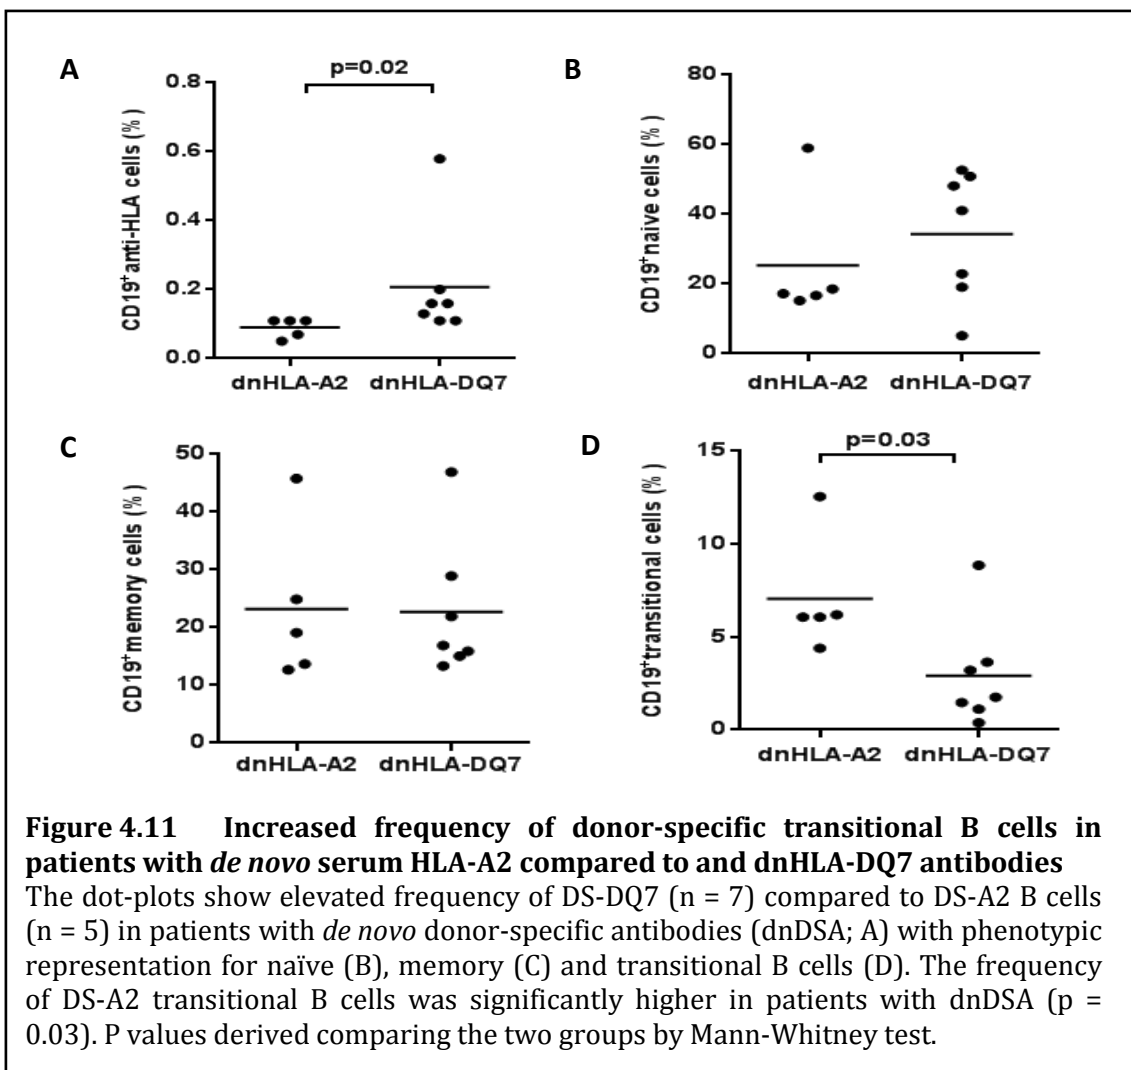 A
p=0.02
0.8
0.6
0.4
0.2
0.0
CD19+anti-HLA cells (%)
dnHLA-A2 dnHLA-DQ7
B
80
60
40
20
0
CD19+naive cells (%)
dnHLA-A2 dnHLA-DQ7
C
50
40
30
20
10
0
CD19+memory cells (%)
dnHLA-A2 dnHLA-DQ7
D
p=0.03
15
10
5
0
CD19+transitional cells (%)
dnHLA-A2 dnHLA-DQ7
Figure 4.11 Increased frequency of donor-specific transitional B cells in
patients with de novo serum HLA-A2 compared to and dnHLA-DQ7 antibodies
The dot-plots show elevated frequency of DS-DQ7 (n = 7) compared to DS-A2 B cells
(n = 5) in patients with de novo donor-specific antibodies (dnDSA; A) with phenotypic
representation for naïve (B), memory (C) and transitional B cells (D). The frequency
of DS-A2 transitional B cells was significantly higher in patients with dnDSA (p =
0.03). P values derived comparing the two groups by Mann-Whitney test.